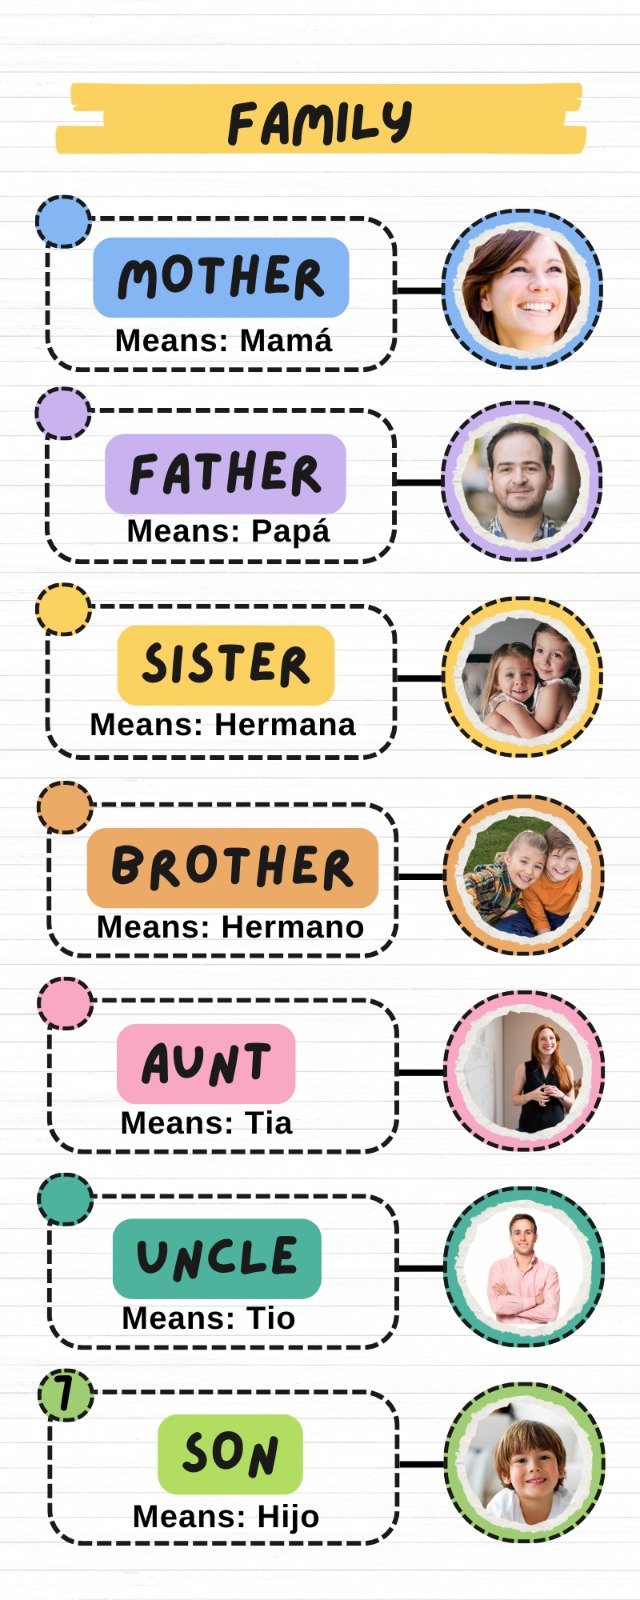 FAMILY
MOTHER
Means: Mamá
FATHER
Means: Papá
SISTER
Means: Hermana
BROTHER
Means: Hermano
AUNT
Means: Tia
UNCLE
Means: Tio
7
SON
Means: Hijo